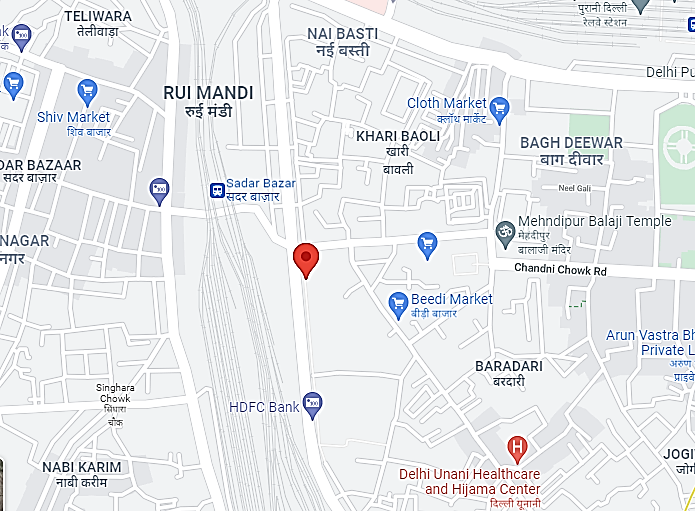 TELIWARA
तेलीवाड़ा
NAI BASTI
नई बस्ती
पुरानी दिल्ली
रेलवे स्टेशन
RUI MANDI
रुई मंडी
Delhi Pu
Shiv Market
शिव बाजार
Cloth Market
क्लॉथ मार्केट
KHARI BAOLI
खारी
बावली
BAGH DEEWAR
बाग दीवार
DAR BAZAAR
सदर बाज़ार
Sadar Bazar
सदर बाज़ार
Neel Gali
Mehndipur Balaji Temple
मेहंदीपुर
बालाजी मंदिर
NAGAR
नगर
Chandni Chowk Rd
Beedi Market
बीड़ी बाजार
Arun Vastra Bh
Private L
अरुण
प्राइवे
BARADARI
बरदारी
Singhara
Chowk
सिंघारा
चौक
HDFC Bank
NABI KARIM
नाबी करीम
Delhi Unani Healthcare
and Hijama Center
दिल्ली यूनानी
JOGI
जोग